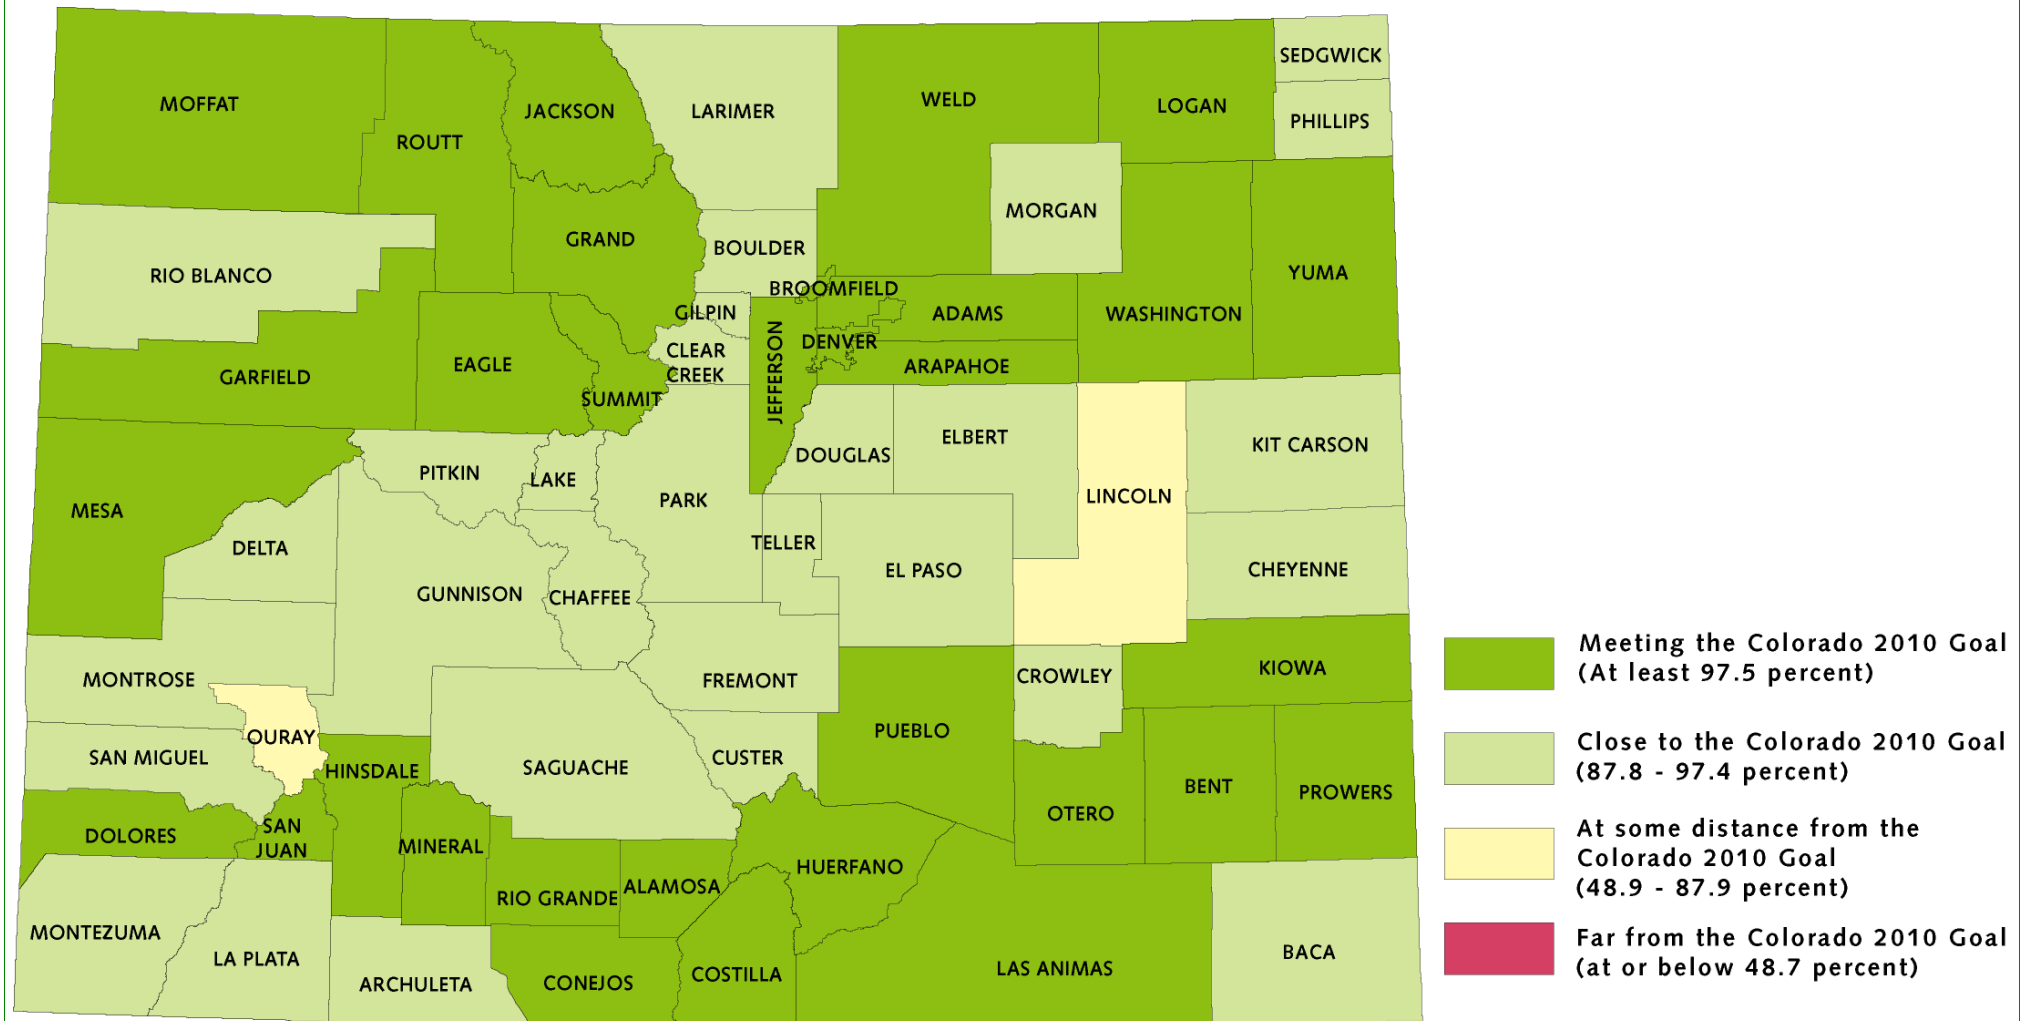 SEDGWICK
MOFFAT
JACKSON
LARIMER
WELD
LOGAN
PHILLIPS
ROUTT
MORGAN
GRAND
BOULDER
RIO BLANCO
YUMA
BROOMFIELD
GILPIN
ADAMS
WASHINGTON
DENVER
CLEAR
CREEK
JEFFERSON
ARAPAHOE
EAGLE
GARFIELD
SUMMIT
ELBERT
KIT CARSON
DOUGLAS
PITKIN
LAKE
LINCOLN
PARK
MESA
TELLER
DELTA
EL PASO
CHEYENNE
GUNNISON
CHAFFEE
KIOWA
CROWLEY
MONTROSE
FREMONT
PUEBLO
OURAY
SAN MIGUEL
CUSTER
SAGUACHE
HINSDALE
BENT
PROWERS
OTERO
SAN
JUAN
DOLORES
MINERAL
HUERFANO
ALAMOSA
RIO GRANDE
MONTEZUMA
BACA
LA PLATA
LAS ANIMAS
COSTILLA
CONEJOS
ARCHULETA
Meeting the Colorado 2010 Goal
(At least 97.5 percent)
Close to the Colorado 2010 Goal
(87.8 - 97.4 percent)
At some distance from the
Colorado 2010 Goal
(48.9 - 87.9 percent)
Far from the Colorado 2010 Goal
(at or below 48.7 percent)